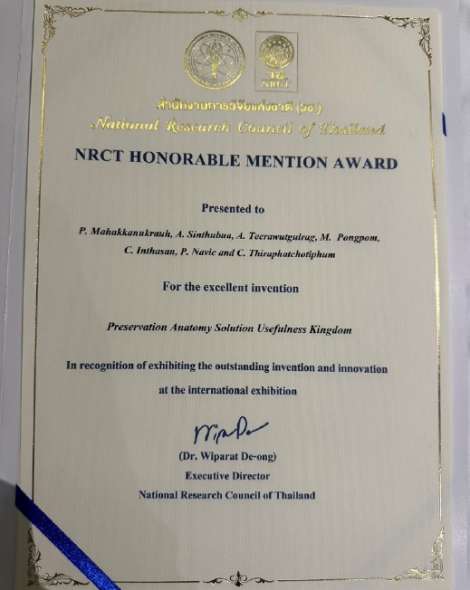 NRCT
สำนักงานการวิจัยแห่งชาติ (วช.)
National Research Council of Thailand
NRCT HONORABLE MENTION AWARD
Presented to
P. Mahakkanukrauh, A. Sinthubua, A. Teerawutgulrag, M. Pongpom,
C. Inthasan, P. Navic and C. Thiraphatchotiphum
For the excellent invention
Preservation Anatomy Solution Usefulness Kingdom
In recognition of exhibiting the outstanding invention and innovation
at the international exhibition
(Dr. Wiparat De-ong)
Executive Director
National Research Council of Thailand